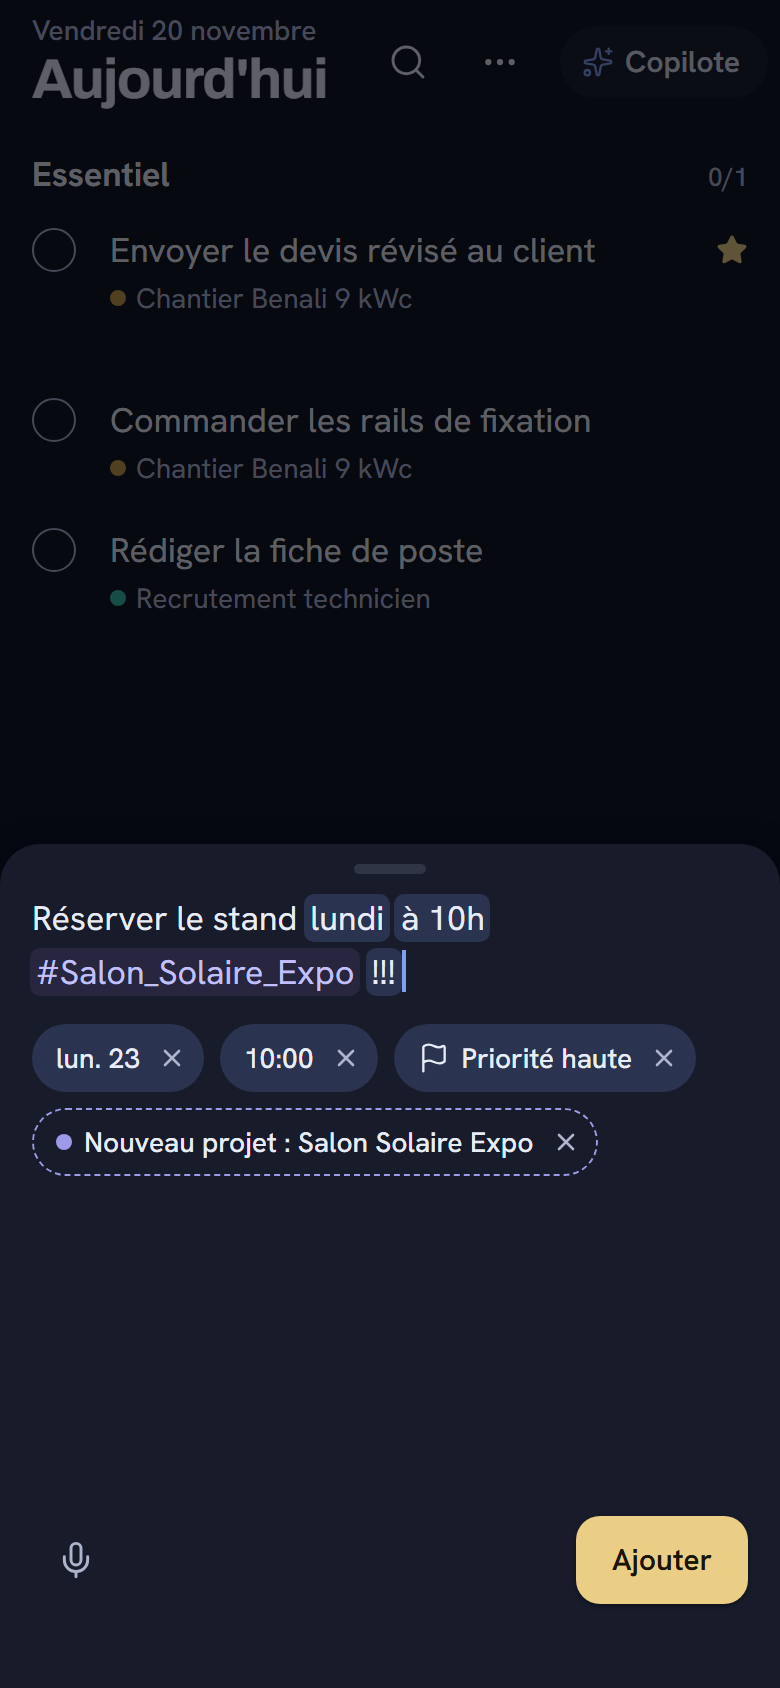 Vendredi 20 novembre
Aujourd'hui
Copilote
Essentiel
0/1
Envoyer le devis révisé au client
Chantier Benali 9 kWc
Commander les rails de fixation
Chantier Benali 9 kWc
Rédiger la fiche de poste
Recrutement technicien
Réserver le stand lundi à 10h
#Salon_Solaire_Expo !!!
lun. 23
10:00
Priorité haute
Nouveau projet : Salon Solaire Expo
Ajouter